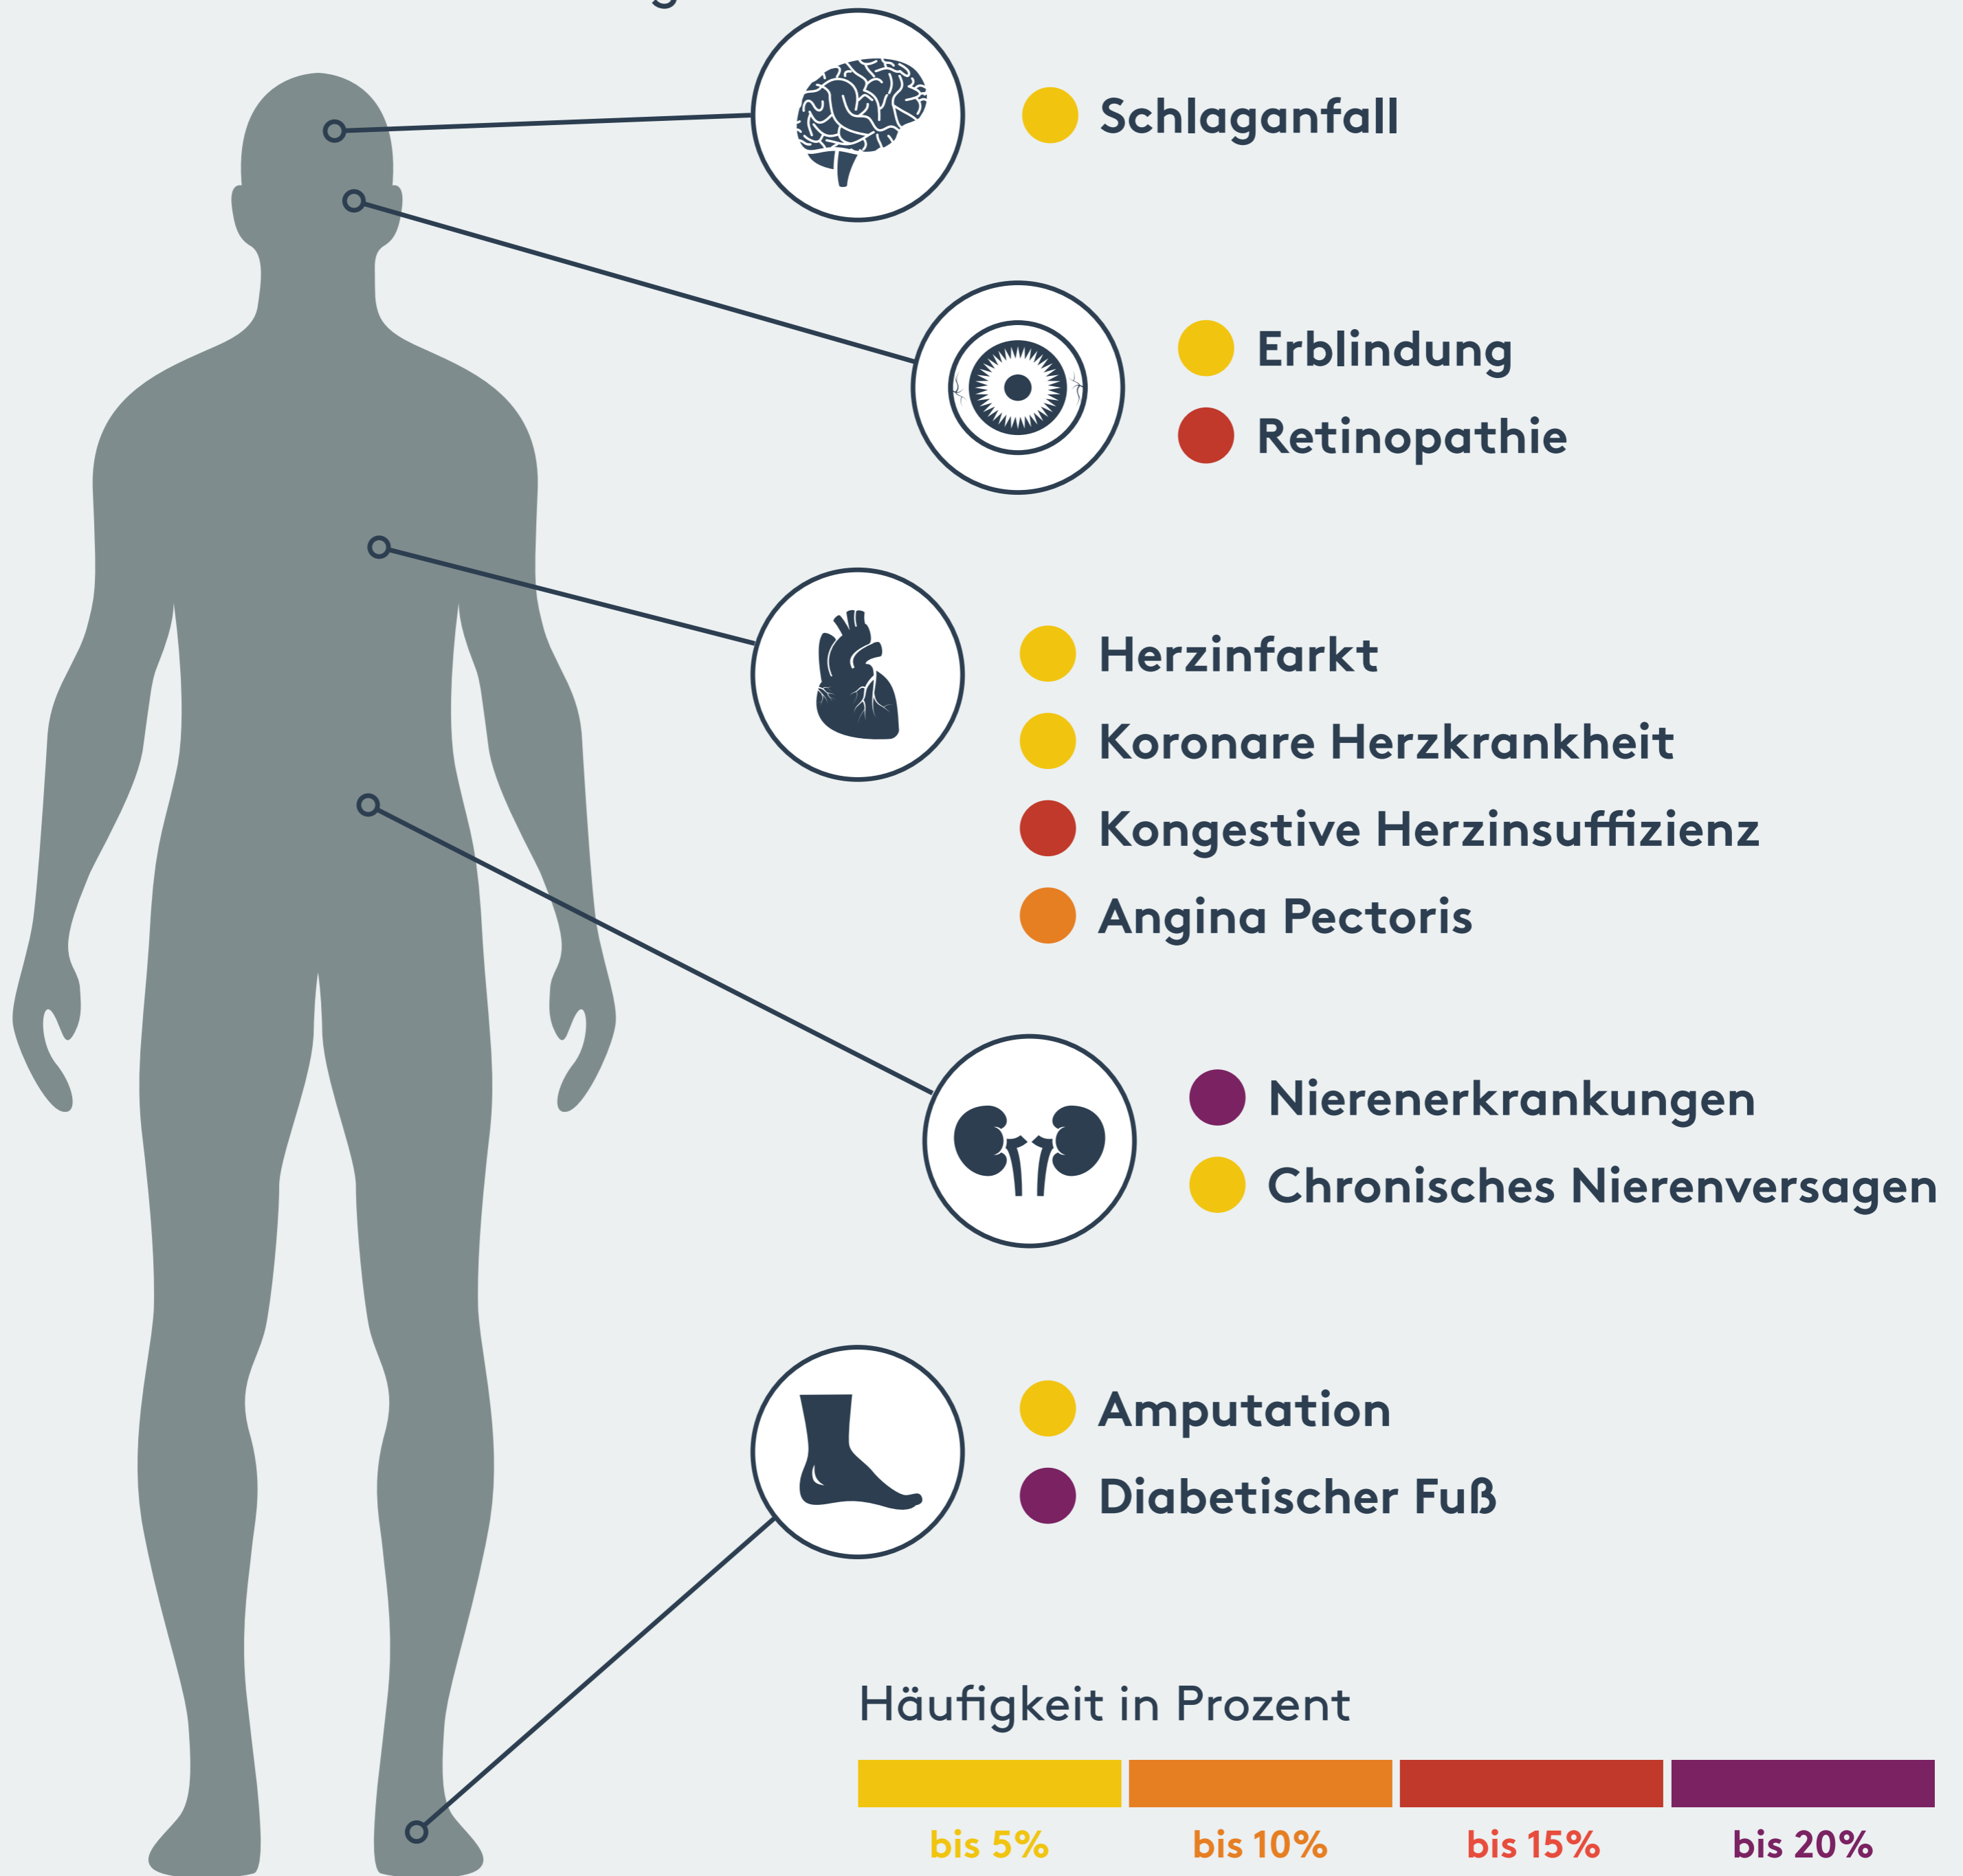 Schlaganfall
Erblindung
Retinopathie
Herzinfarkt
Koronare Herzkrankheit
Kongestive Herzinsuffizienz
Angina Pectoris
Nierenerkrankungen
Chronisches Nierenversagen
Amputation
Diabetischer Fuß
Häufigkeit in Prozent
bis 5%
bis 10%
bis 15%
bis 20%